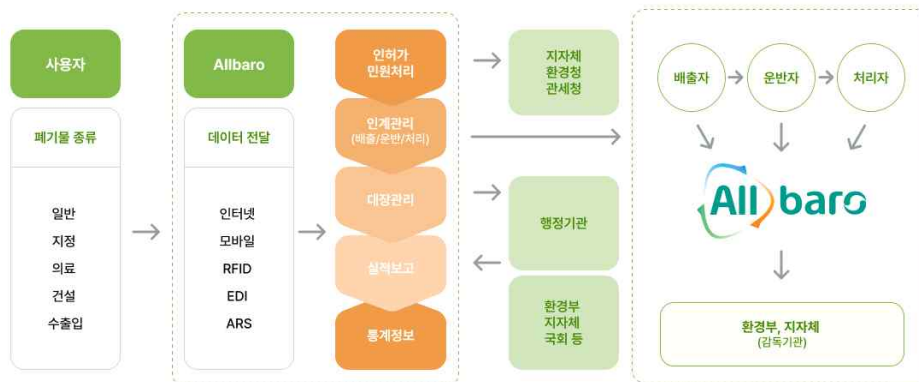 사용자
폐기물 종류
일반
지정
의료
건설
수출입
Allbaro
데이터 전달
인터넷
모바일
RFID
EDI
ARS
인허가
민원처리
인계관리
(배출/운반/처리)
대장관리
실적보고
통계정보
지자체
환경청
관세청
행정기관
환경부
지자체
국회 등
배출자
운반자
처리자
Allbaro
환경부, 지자체
(감독기관)